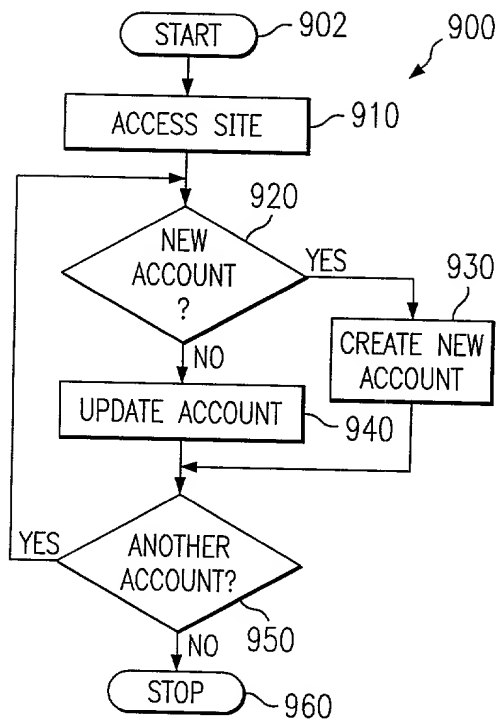 START
902
900
ACCESS SITE
910
920
NEW
ACCOUNT
?
YES
930
CREATE NEW
ACCOUNT
NO
UPDATE ACCOUNT
940
YES
ANOTHER
ACCOUNT?
950
NO
STOP
960